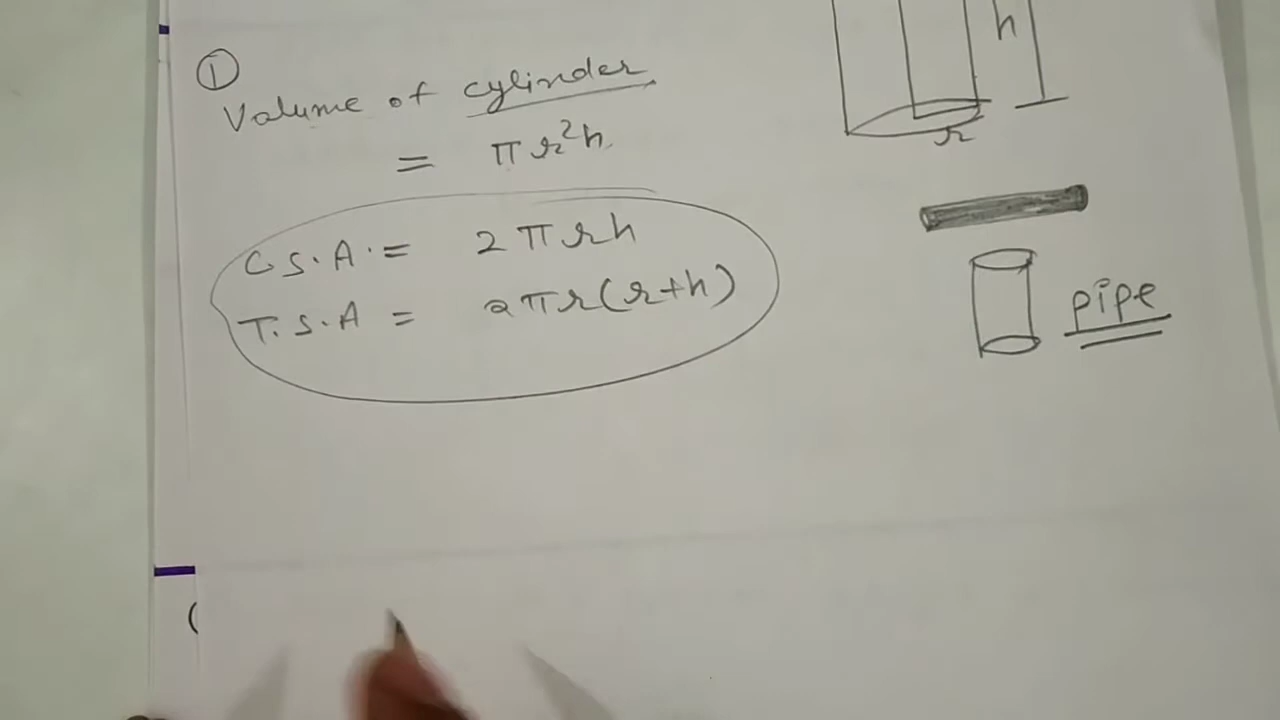 ①
Volume of cylinder
= πr²h
C.S.A. = 2πrh
T.S.A = 2πr(r+h)
h
r
pipe
(